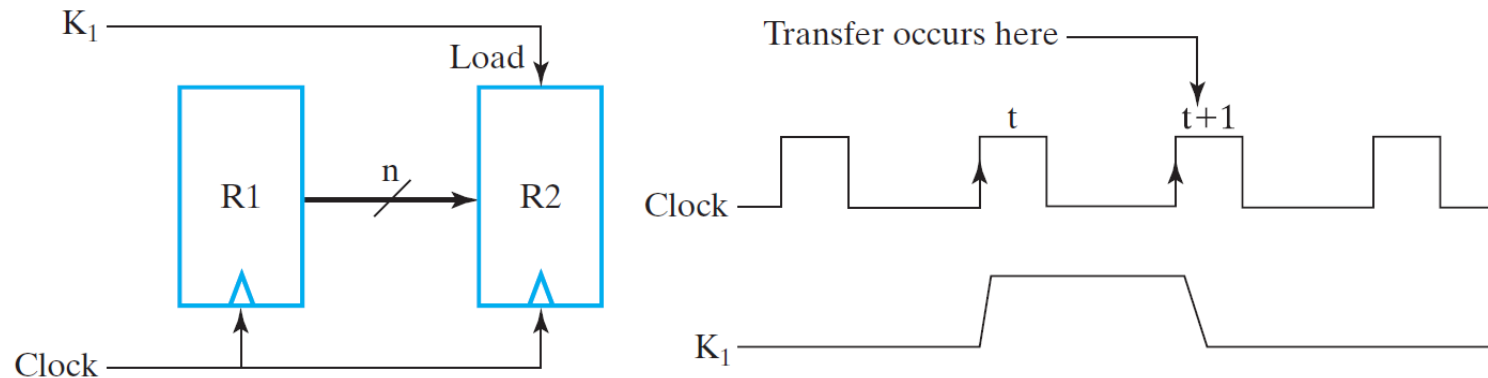 K₁
Load
R1
n
R2
Clock
Transfer occurs here
t
t+1
Clock
K₁